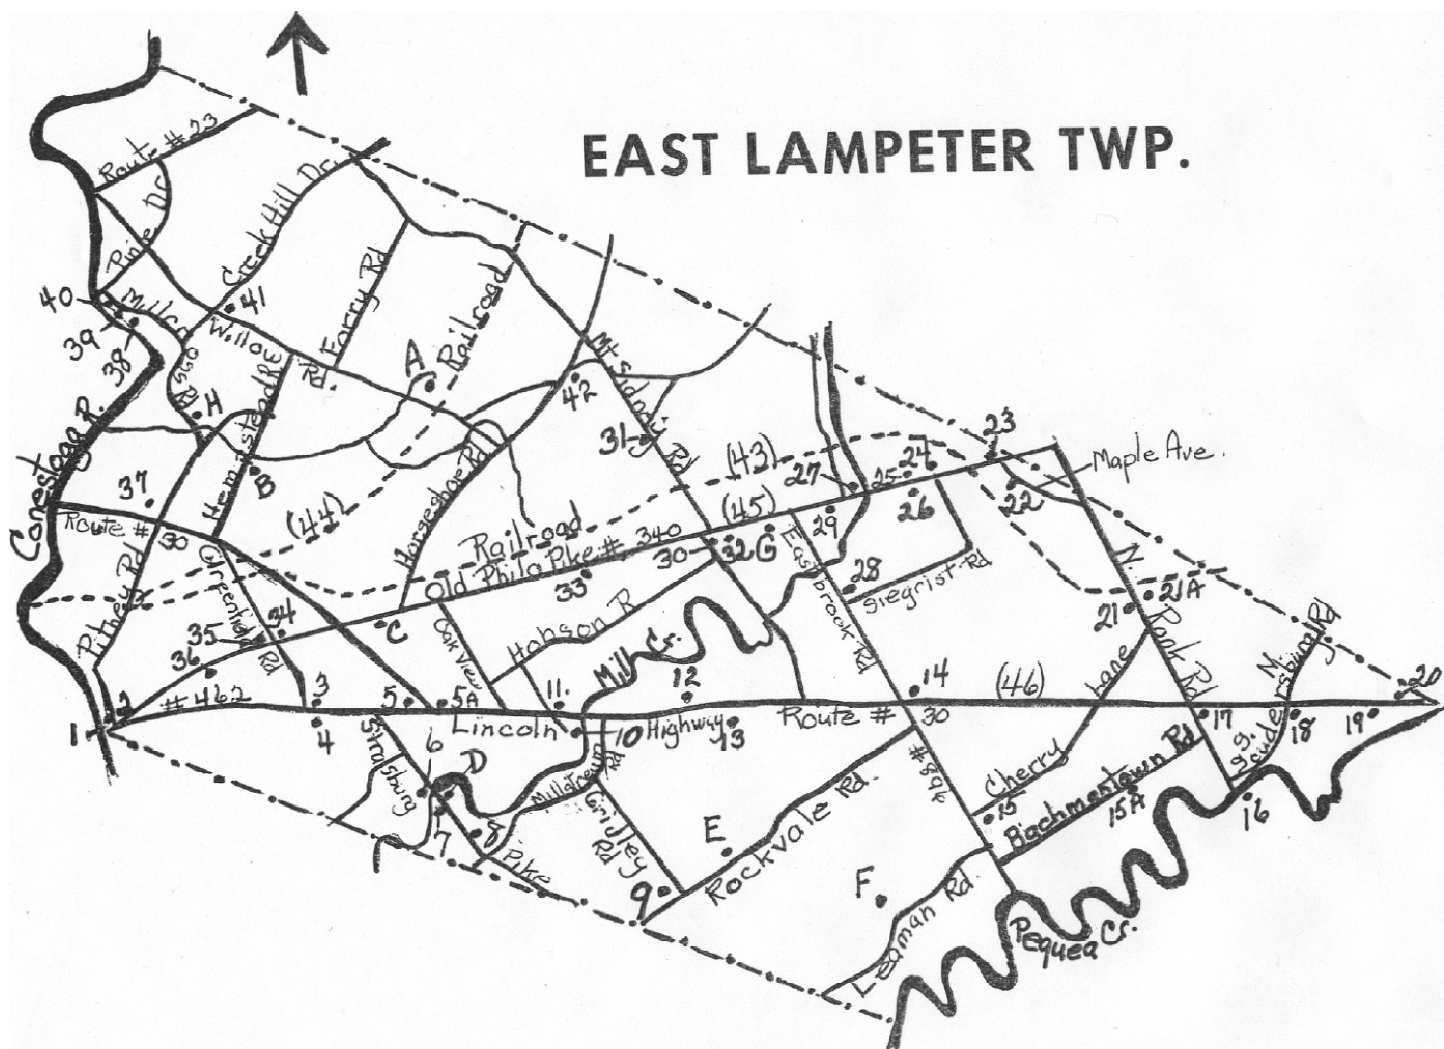 EAST LAMPETER TWP.
Route # 23
Pine Dr
Creek Hill Dr.
Forry Rd
Railroad
40
Millcr
41
39
38
Willow
Rd.
A
Mt Sidney Rd
42
H
Hempstead Rd
Conestoga R.
31
23
Maple Ave.
(43)
27
25
24
37
B
26
22
Route #
30
(44)
Horseshoe Rd
(45)
29
Railroad
Old Phila Pike # 340
30
32
G
Eastbrook Rd
28
Siegrist Rd
N. Ronk Rd
21A
21
33
Pitney Rd
Greenfield Rd
34
35
C
Oak View
Hobson R
Mill Cr.
36
# 462
3
5
5A
11.
12
14
(46)
Lane
N.
20
1
2
4
Lincoln
10
Highway
13
Route #
30
17
18
19
Strasburg
6
D
Millstream
Rd
# 896
Cherry
Bachmantown Rd
S.
15
15A
16
7
8
Pike
Gridley
Rd
E
Rockvale Rd.
9
F
Leaman Rd.
Pequea Cr.